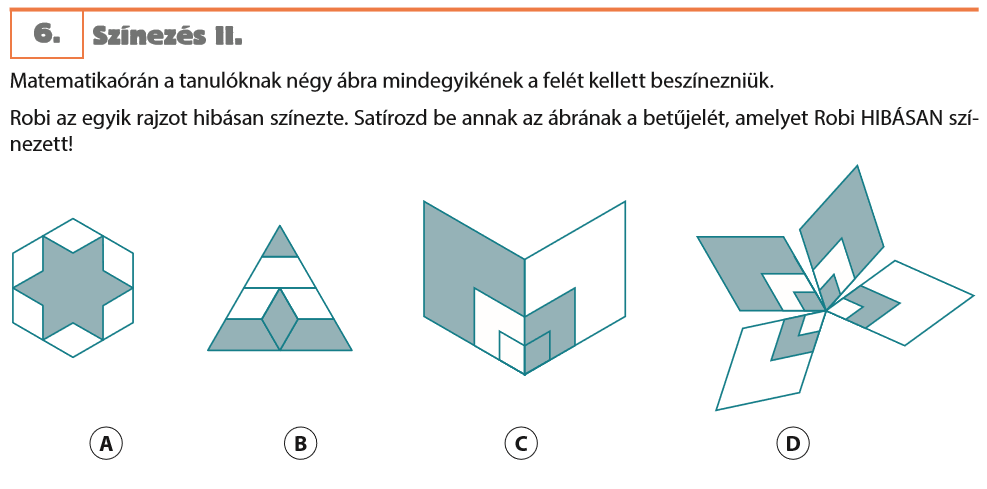 6. Színezés II.
Matematikaórán a tanulóknak négy ábra mindegyikének a felét kellett beszínezniük.
Robi az egyik rajzot hibásan színezte. Satírozd be annak az ábrának a betűjelét, amelyet Robi HIBÁSAN szí-
nezett!
A B C D